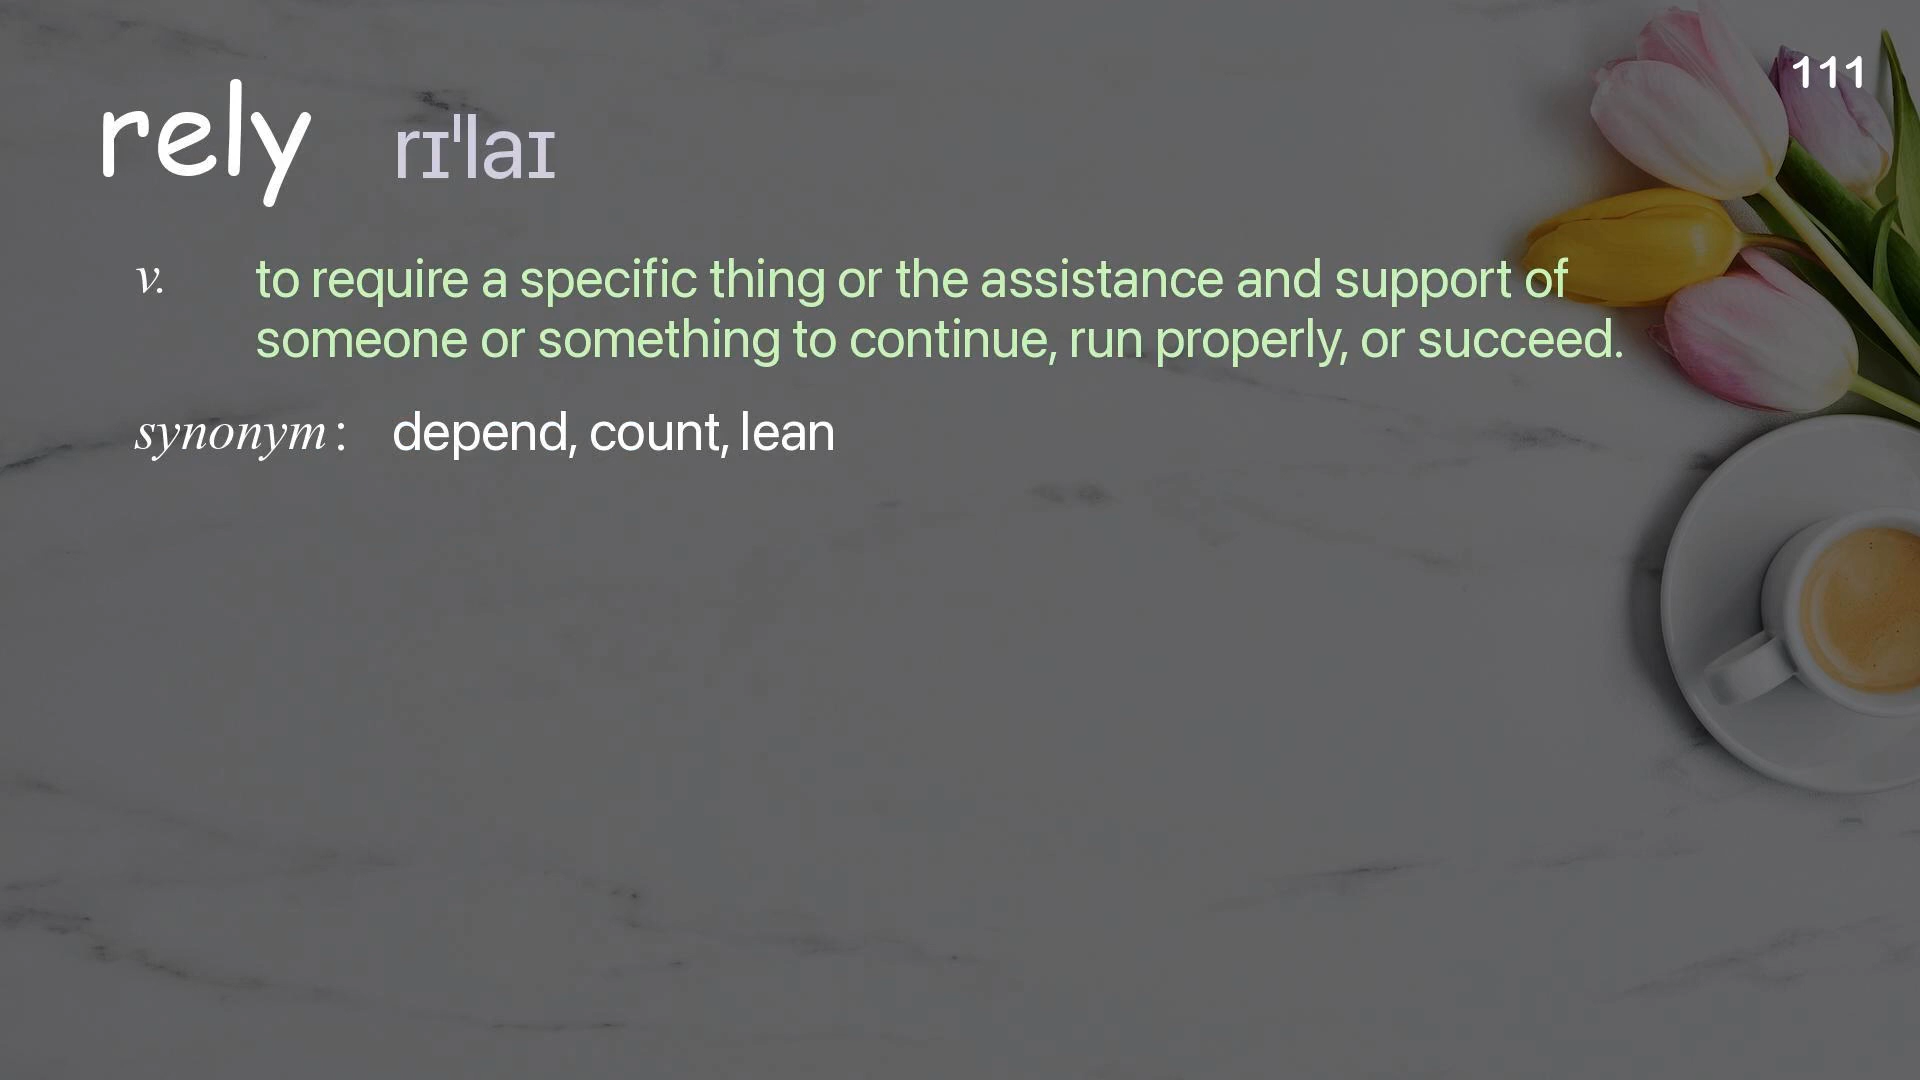 111
rely rɪˈlaɪ
v. to require a specific thing or the assistance and support of
someone or something to continue, run properly, or succeed.
synonym : depend, count, lean